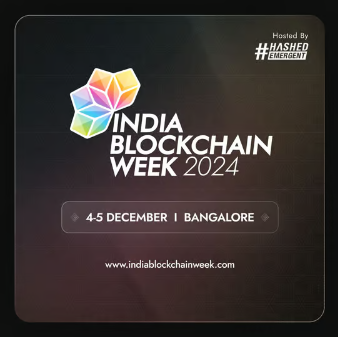 Hosted By
#HASHED
EMERGENT
INDIA
BLOCKCHAIN
WEEK 2024
4-5 DECEMBER I BANGALORE
www.indiablockchainweek.com